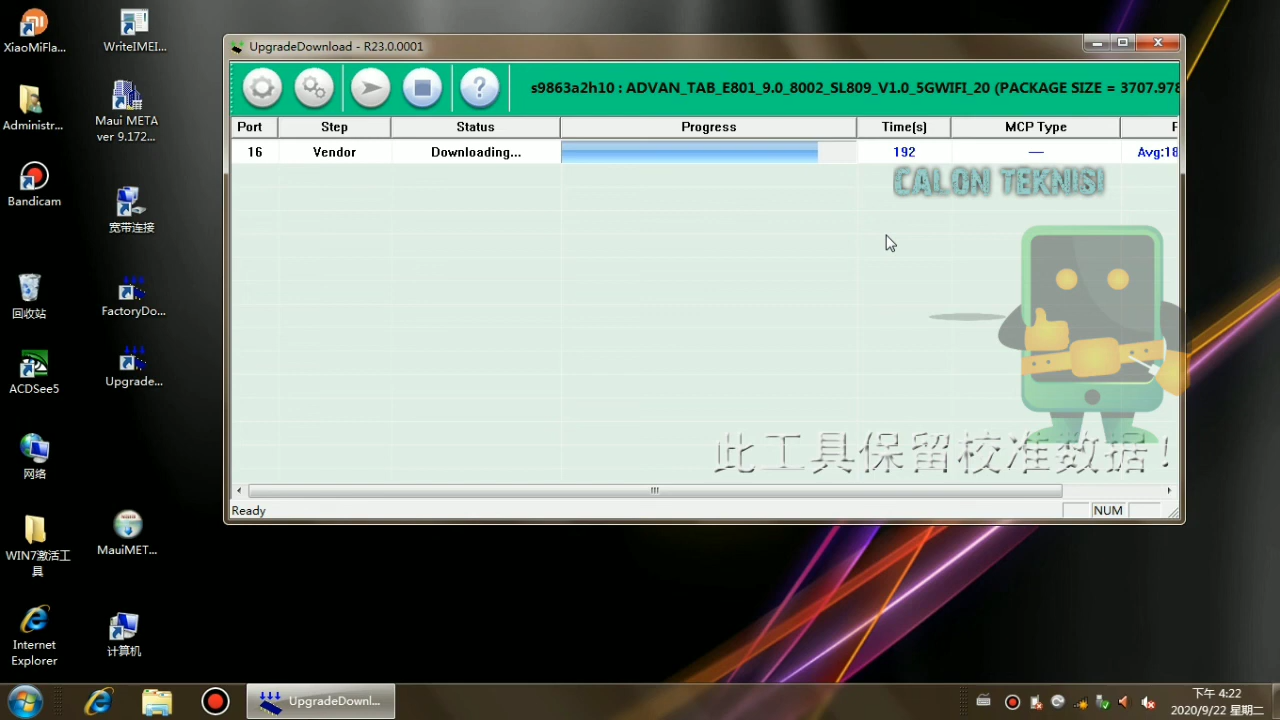 XiaoMiFla...
WriteIMEI...
Administr...
Maui META
ver 9.172...
Bandicam
宽带连接
回收站
FactoryDo...
ACDSee5
Upgrade...
网络
WIN7激活工
具
MauiMET...
Internet
Explorer
计算机
UpgradeDownload - R23.0.0001
s9863a2h10 : ADVAN_TAB_E801_9.0_8002_SL809_V1.0_5GWIFI_20 (PACKAGE SIZE = 3707.978
Port Step Status Progress Time(s) MCP Type
16 Vendor Downloading... 192 — Avg:18
CALON TEKNISI
此工具保留校准数据!
Ready NUM
UpgradeDownl...
下午 4:22
2020/9/22 星期二